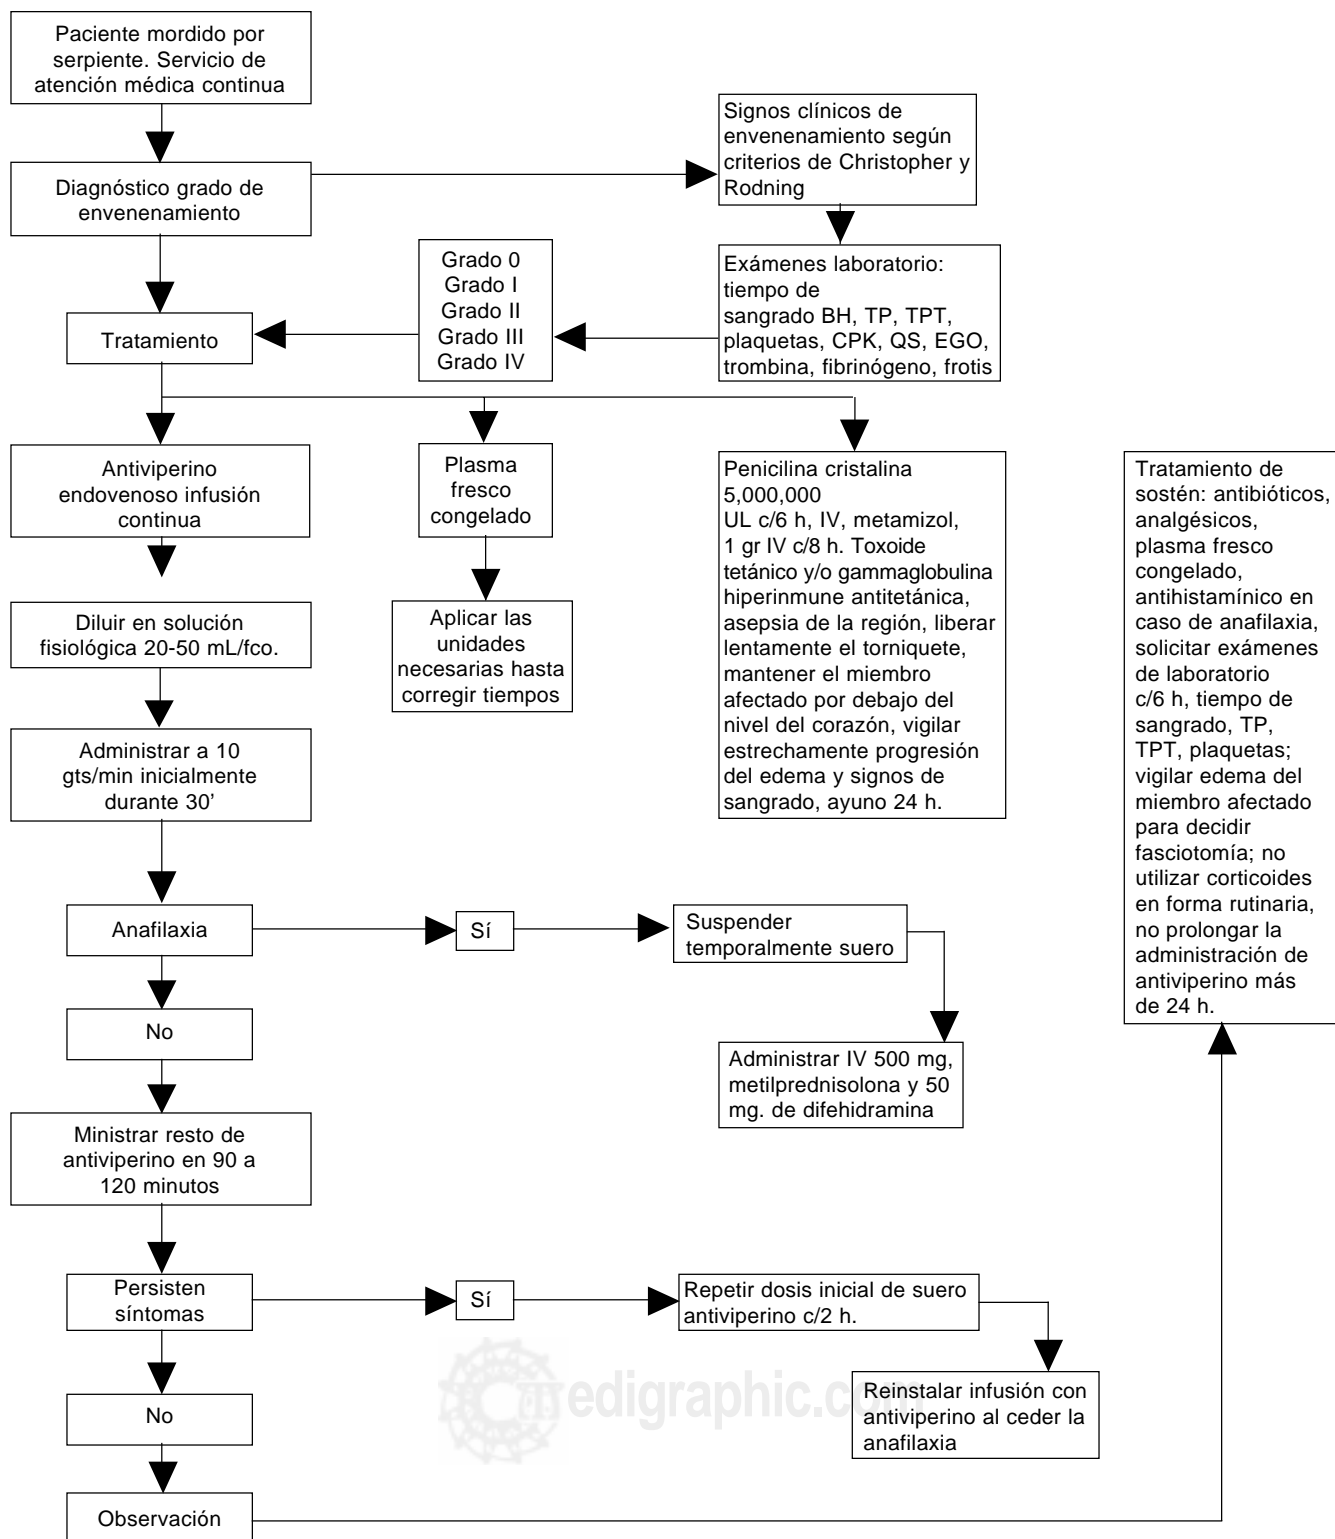 Paciente mordido por
serpiente. Servicio de
atención médica continua
Diagnóstico grado de
envenenamiento
Signos clínicos de
envenenamiento según
criterios de Christopher y
Rodning
Exámenes laboratorio:
tiempo de
sangrado BH, TP, TPT,
plaquetas, CPK, QS, EGO,
trombina, fibrinógeno, frotis
Grado 0
Grado I
Grado II
Grado III
Grado IV
Tratamiento
Antiviperino
endovenoso infusión
continua
Plasma
fresco
congelado
Penicilina cristalina
5,000,000
UL c/6 h, IV, metamizol,
1 gr IV c/8 h. Toxoide
tetánico y/o gammaglobulina
hiperinmune antitetánica,
asepsia de la región, liberar
lentamente el torniquete,
mantener el miembro
afectado por debajo del
nivel del corazón, vigilar
estrechamente progresión
del edema y signos de
sangrado, ayuno 24 h.
Diluir en solución
fisiológica 20-50 mL/fco.
Aplicar las
unidades
necesarias hasta
corregir tiempos
Administrar a 10
gts/min inicialmente
durante 30’
Anafilaxia
Sí
Suspender
temporalmente suero
Administrar IV 500 mg,
metilprednisolona y 50
mg. de difehidramina
No
Ministrar resto de
antiviperino en 90 a
120 minutos
Persisten
síntomas
Sí
Repetir dosis inicial de suero
antiviperino c/2 h.
Reinstalar infusión con
antiviperino al ceder la
anafilaxia
No
Observación
Tratamiento de
sostén: antibióticos,
analgésicos,
plasma fresco
congelado,
antihistamínico en
caso de anafilaxia,
solicitar exámenes
de laboratorio
c/6 h, tiempo de
sangrado, TP,
TPT, plaquetas;
vigilar edema del
miembro afectado
para decidir
fasciotomía; no
utilizar corticoides
en forma rutinaria,
no prolongar la
administración de
antiviperino más
de 24 h.
medigraphic.com